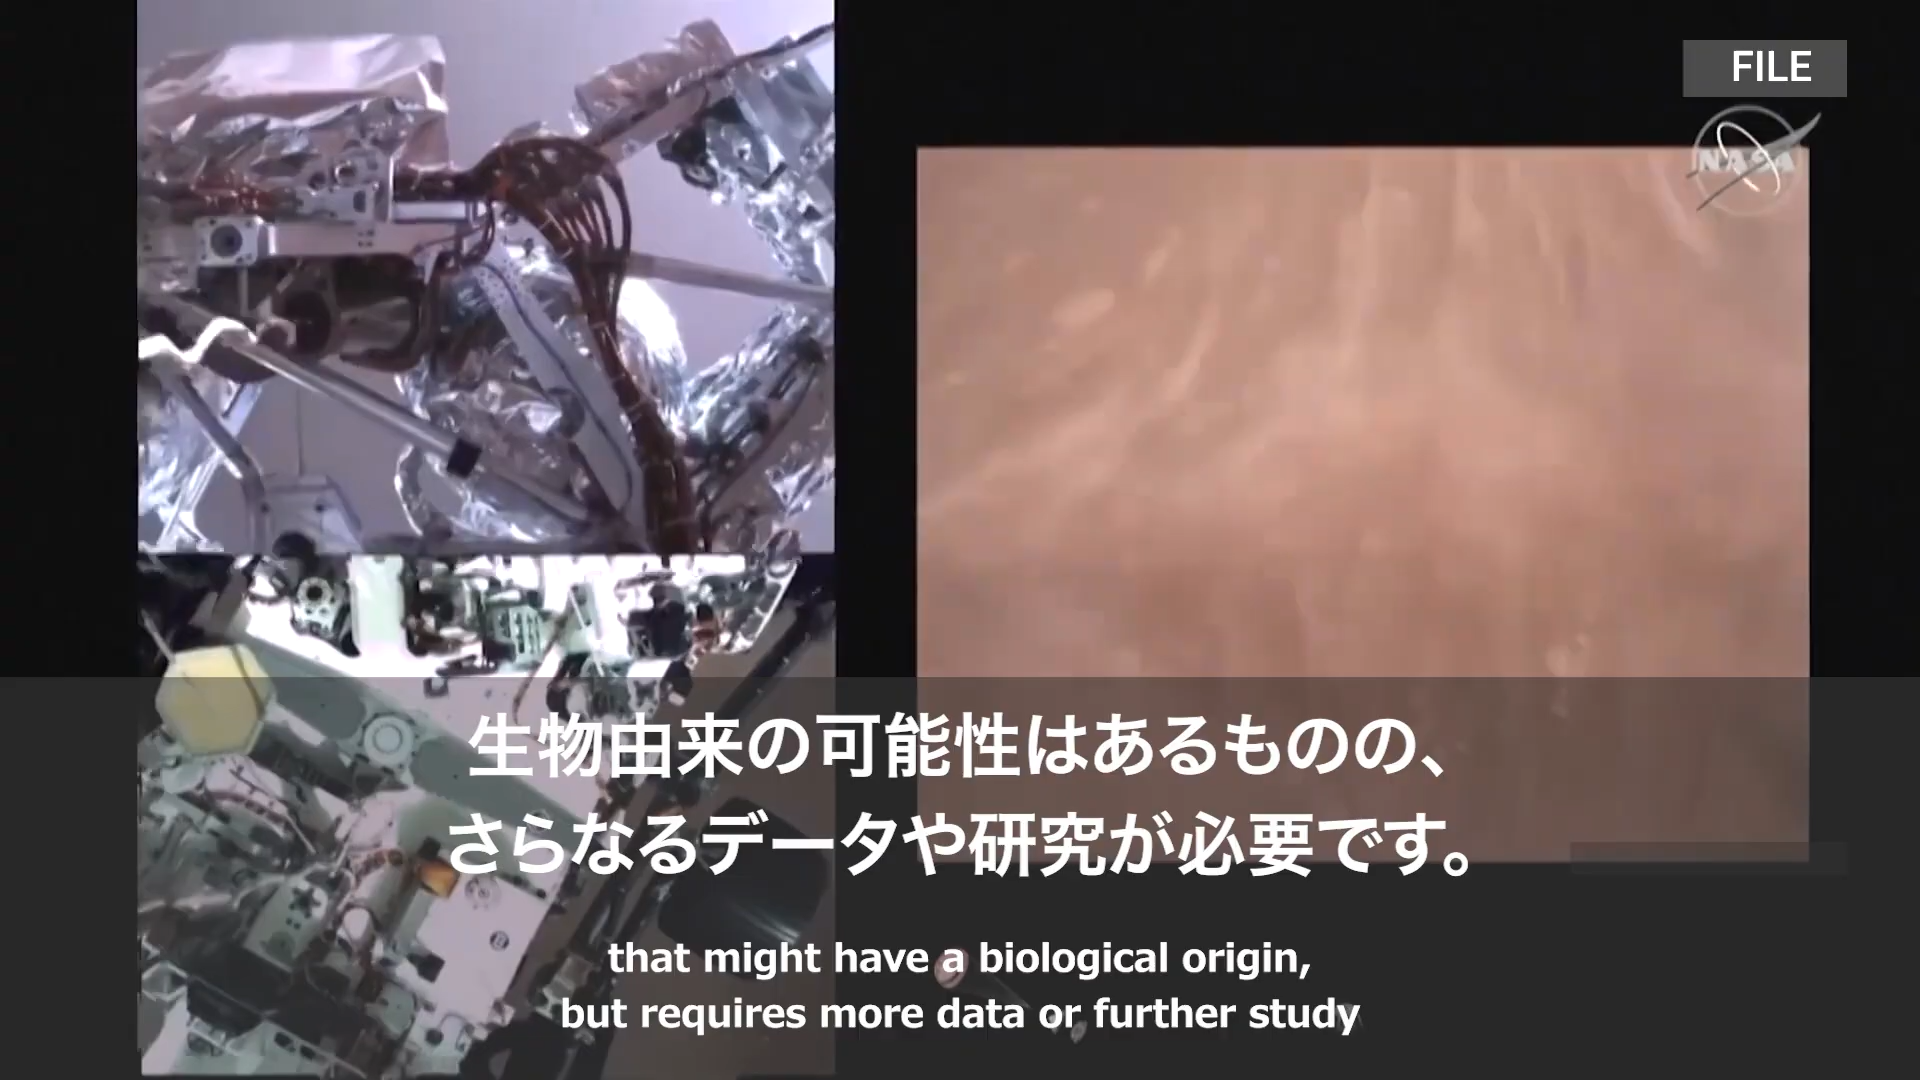 FILE
NASA
生物由来の可能性はあるものの、
さらなるデータや研究が必要です。
that might have a biological origin,
but requires more data or further study